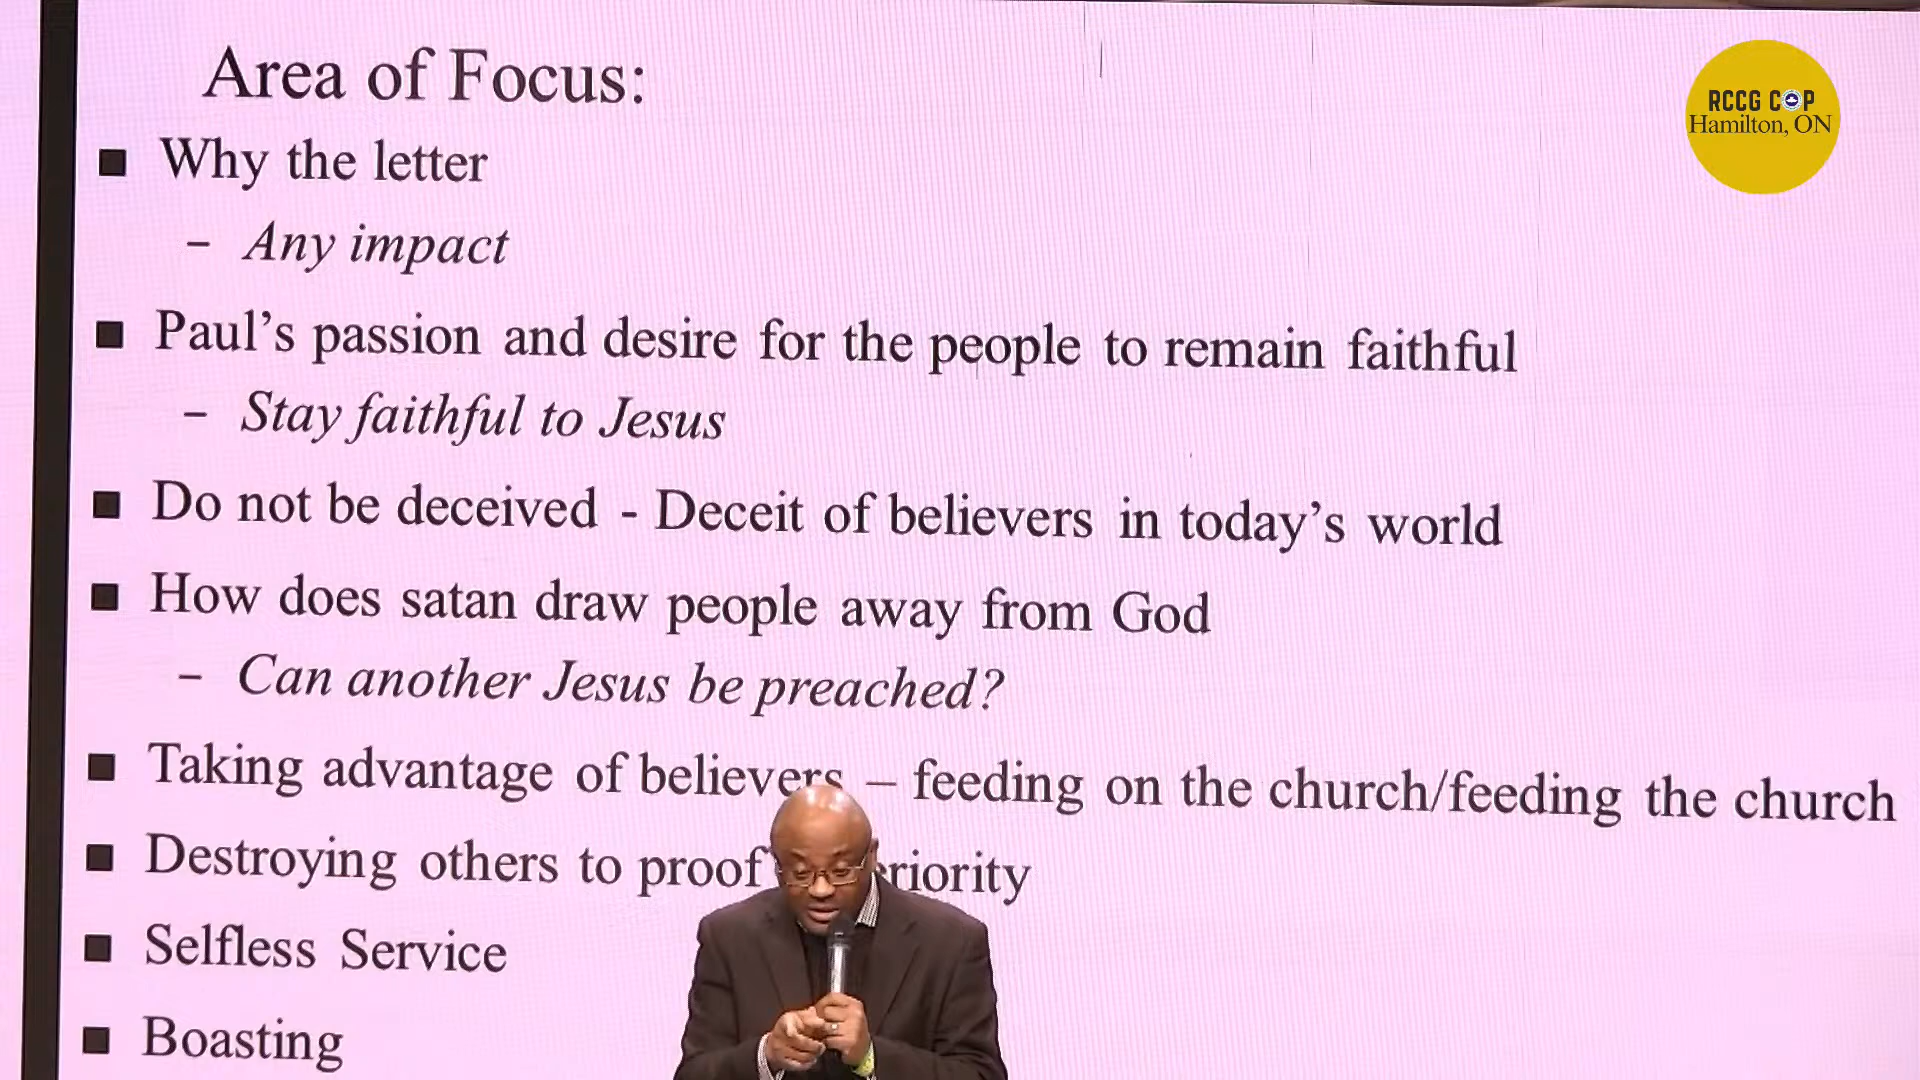 Area of Focus:
■ Why the letter
– Any impact
■ Paul's passion and desire for the people to remain faithful
– Stay faithful to Jesus
■ Do not be deceived - Deceit of believers in today's world
■ How does satan draw people away from God
– Can another Jesus be preached?
■ Taking advantage of believers – feeding on the church/feeding the church
■ Destroying others to proof
■ Selfless Service
■ Boasting
RCCG COP
Hamilton, ON